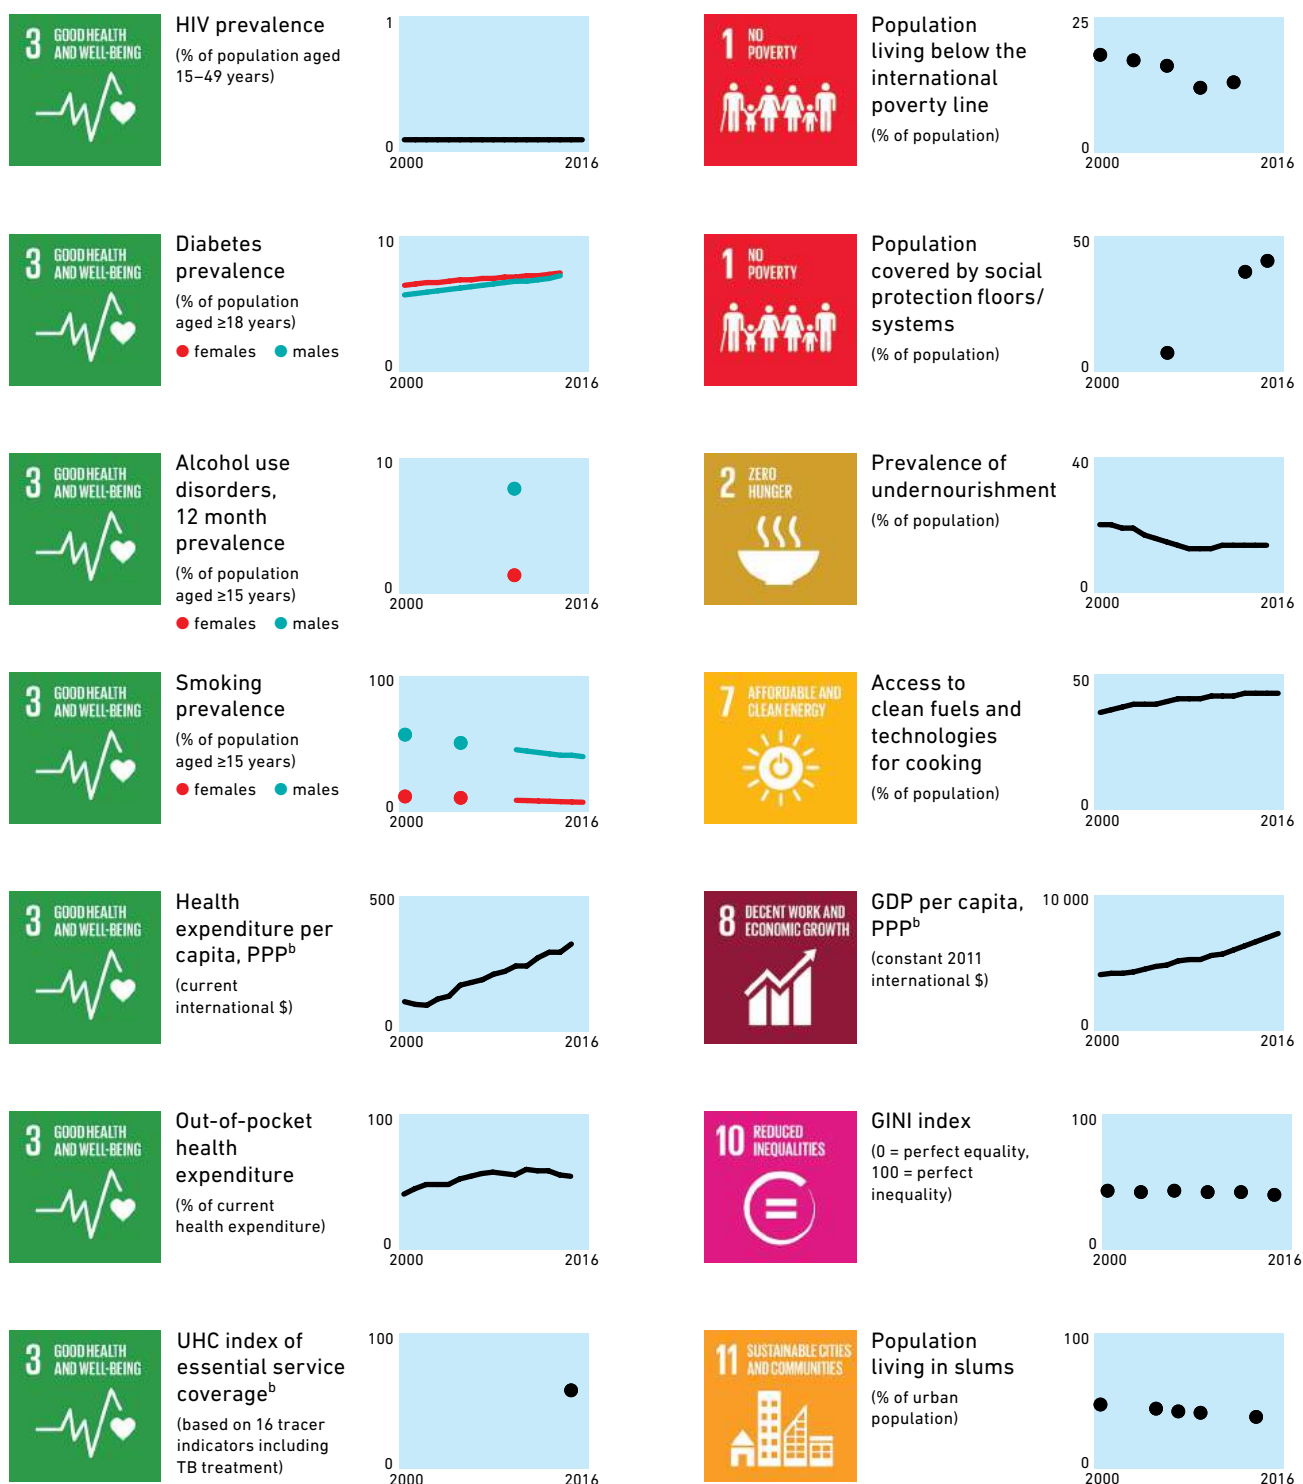 3 GOOD HEALTH
AND WELL-BEING
HIV prevalence
(% of population aged
15–49 years)
1
0
2000 2016
3 GOOD HEALTH
AND WELL-BEING
Diabetes
prevalence
(% of population
aged ≥18 years)
females males
10
0
2000 2016
3 GOOD HEALTH
AND WELL-BEING
Alcohol use
disorders,
12 month
prevalence
(% of population
aged ≥15 years)
females males
10
0
2000 2016
3 GOOD HEALTH
AND WELL-BEING
Smoking
prevalence
(% of population
aged ≥15 years)
females males
100
0
2000 2016
3 GOOD HEALTH
AND WELL-BEING
Health
expenditure per
capita, PPPᵇ
(current
international $)
500
0
2000 2016
3 GOOD HEALTH
AND WELL-BEING
Out-of-pocket
health
expenditure
(% of current
health expenditure)
100
0
2000 2016
3 GOOD HEALTH
AND WELL-BEING
UHC index of
essential service
coverageᵇ
(based on 16 tracer
indicators including
TB treatment)
100
0
2000 2016
1 NO
POVERTY
Population
living below the
international
poverty line
(% of population)
25
0
2000 2016
1 NO
POVERTY
Population
covered by social
protection floors/
systems
(% of population)
50
0
2000 2016
2 ZERO
HUNGER
Prevalence of
undernourishment
(% of population)
40
0
2000 2016
7 AFFORDABLE AND
CLEAN ENERGY
Access to
clean fuels and
technologies
for cooking
(% of population)
50
0
2000 2016
8 DECENT WORK AND
ECONOMIC GROWTH
GDP per capita,
PPPᵇ
(constant 2011
international $)
10 000
0
2000 2016
10 REDUCED
INEQUALITIES
GINI index
(0 = perfect equality,
100 = perfect
inequality)
100
0
2000 2016
11 SUSTAINABLE CITIES
AND COMMUNITIES
Population
living in slums
(% of urban
population)
100
0
2000 2016